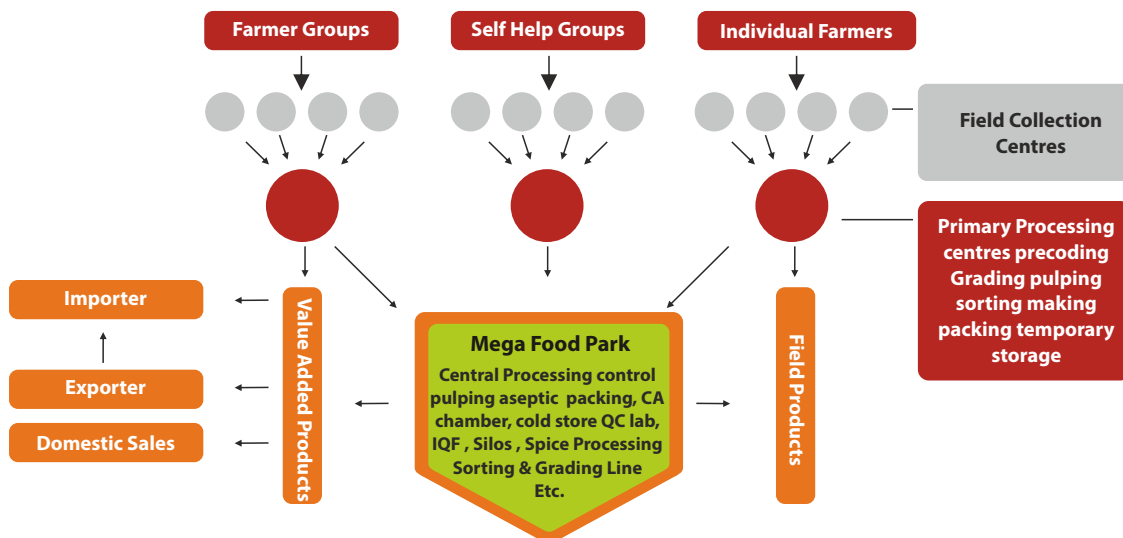 Farmer Groups
Self Help Groups
Individual Farmers
Field Collection
Centres
Primary Processing
centres precoding
Grading pulping
sorting making
packing temporary
storage
Importer
Exporter
Domestic Sales
Value Added Products
Mega Food Park
Central Processing control
pulping aseptic packing, CA
chamber, cold store QC lab,
IQF , Silos , Spice Processing
Sorting & Grading Line
Etc.
Field Products